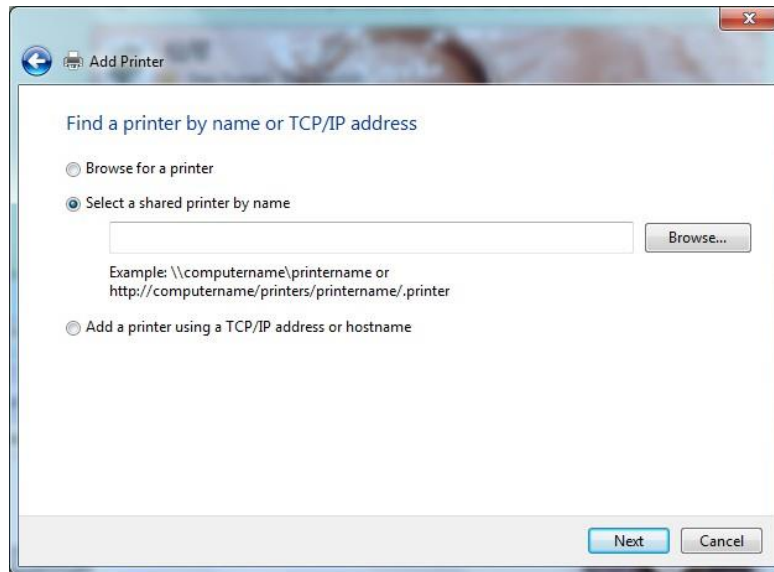 Add Printer
Find a printer by name or TCP/IP address
Browse for a printer
Select a shared printer by name
Browse...
Example: \\computername\printername or
http://computername/printers/printername/.printer
Add a printer using a TCP/IP address or hostname
Next
Cancel